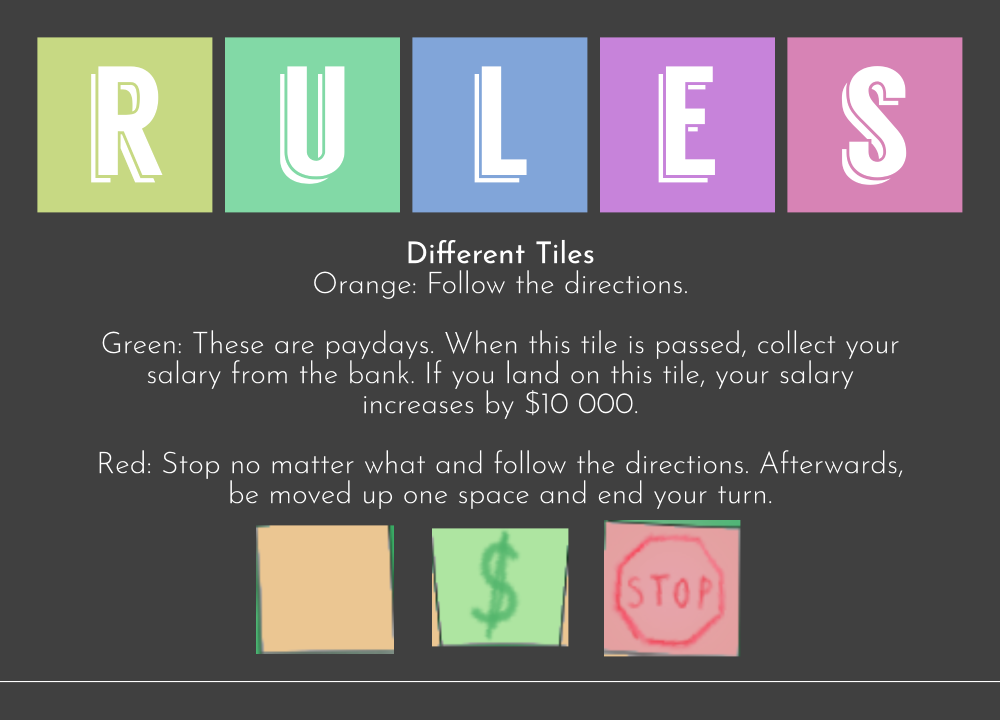 RULES
Different Tiles
Orange: Follow the directions.
Green: These are paydays. When this tile is passed, collect your
salary from the bank. If you land on this tile, your salary
increases by $10 000.
Red: Stop no matter what and follow the directions. Afterwards,
be moved up one space and end your turn.
$ STOP